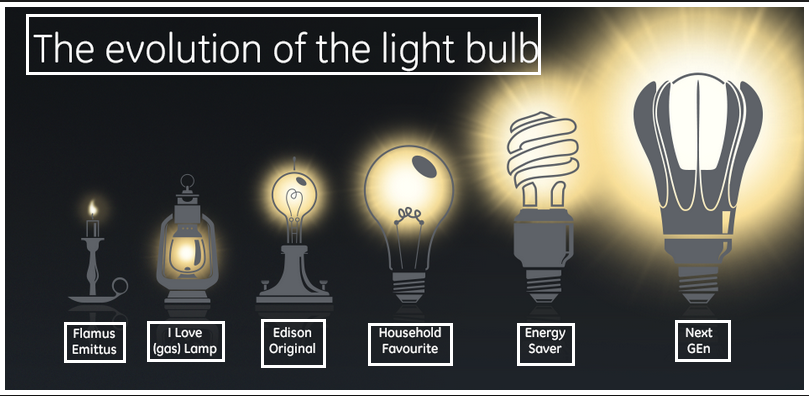 The evolution of the light bulb
Flamus
Emittus
I Love
(gas) Lamp
Edison
Original
Household
Favourite
Energy
Saver
Next
GEn